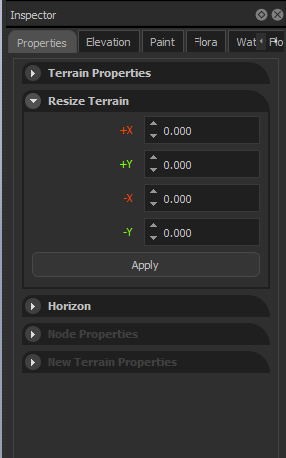 Inspector
Properties Elevation Paint Flora Wat Flo
Terrain Properties
Resize Terrain
+X 0.000
+Y 0.000
-X 0.000
-Y 0.000
Apply
Horizon
Node Properties
New Terrain Properties